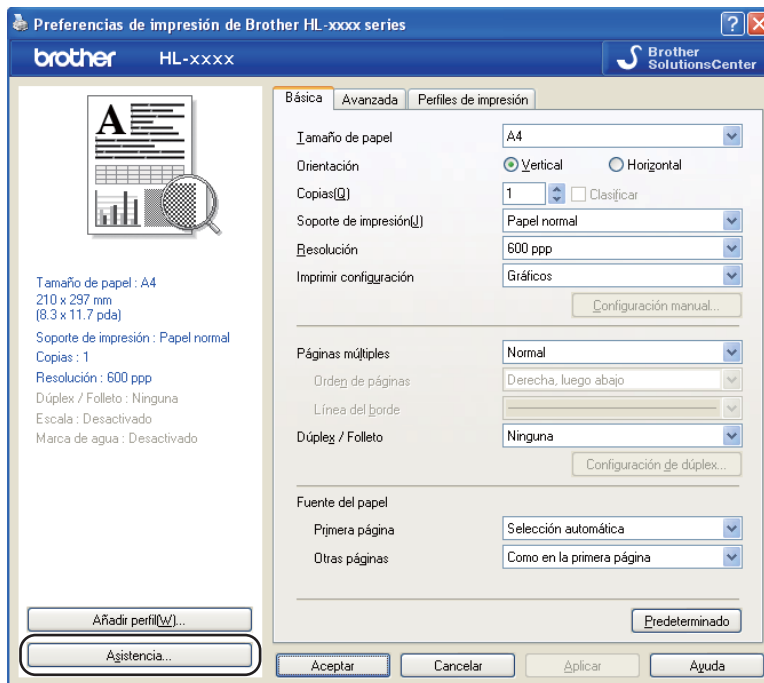 Preferencias de impresión de Brother HL-xxxx series
brother HL-xxxx
Brother
SolutionsCenter
A
Tamaño de papel : A4
210 x 297 mm
(8.3 x 11.7 pda)
Soporte de impresión : Papel normal
Copias : 1
Resolución : 600 ppp
Dúplex / Folleto : Ninguna
Escala : Desactivado
Marca de agua : Desactivado
Añadir perfil(W)...
Asistencia...
Básica Avanzada Perfiles de impresión
Tamaño de papel A4
Orientación Vertical Horizontal
Copias(Q) 1 Clasificar
Soporte de impresión(J) Papel normal
Resolución 600 ppp
Imprimir configuración Gráficos
Configuración manual...
Páginas múltiples Normal
Orden de páginas Derecha, luego abajo
Línea del borde
Dúplex / Folleto Ninguna
Configuración de dúplex...
Fuente del papel
Primera página Selección automática
Otras páginas Como en la primera página
Predeterminado
Aceptar Cancelar Aplicar Ayuda